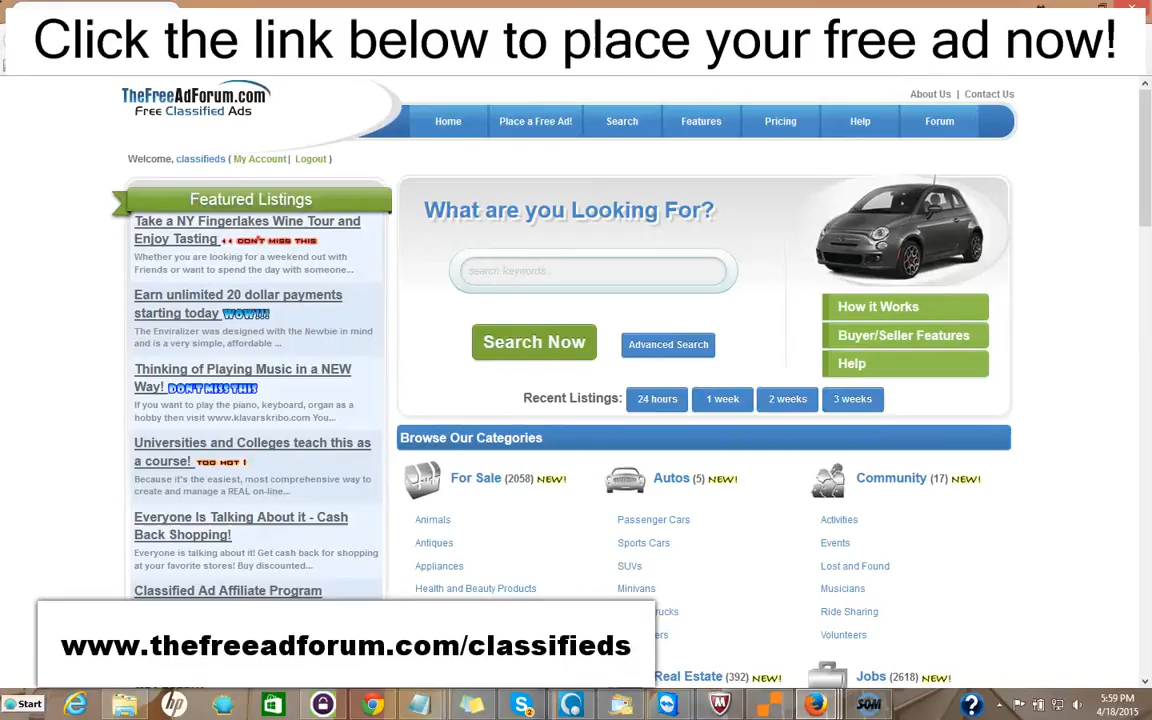 Click the link below to place your free ad now!
TheFreeAdForum.com
Free Classified Ads
About Us | Contact Us
Home
Place a Free Ad!
Search
Features
Pricing
Help
Forum
Welcome, classifieds ( My Account| Logout )
Featured Listings
Take a NY Fingerlakes Wine Tour and
Enjoy Tasting DON'T MISS THIS
Whether you are looking for a weekend out with
Friends or want to spend the day with someone...
Earn unlimited 20 dollar payments
starting today WOW!!!
The Enviralizer was designed with the Newbie in mind
and is a very simple, affordable ...
Thinking of Playing Music in a NEW
Way! DON'T MISS THIS
If you want to play the piano, keyboard, organ as a
hobby then visit www.klavarskribo.com You...
Universities and Colleges teach this as
a course! TOO HOT !
Because it's the easiest, most comprehensive way to
create and manage a REAL on-line...
Everyone Is Talking About it - Cash
Back Shopping!
Everyone is talking about it! Get cash back for shopping
at your favorite stores! Buy discounted...
Classified Ad Affiliate Program
What are you Looking For?
search keywords...
Search Now
Advanced Search
How it Works
Buyer/Seller Features
Help
Recent Listings:
24 hours
1 week
2 weeks
3 weeks
Browse Our Categories
For Sale (2058) NEW!
Animals
Antiques
Appliances
Health and Beauty Products
Autos (5) NEW!
Passenger Cars
Sports Cars
SUVs
Minivans
Community (17) NEW!
Activities
Events
Lost and Found
Musicians
Ride Sharing
Volunteers
Real Estate (392) NEW!
Jobs (2618) NEW!
www.thefreeadforum.com/classifieds
Start
5:59 PM
4/18/2015